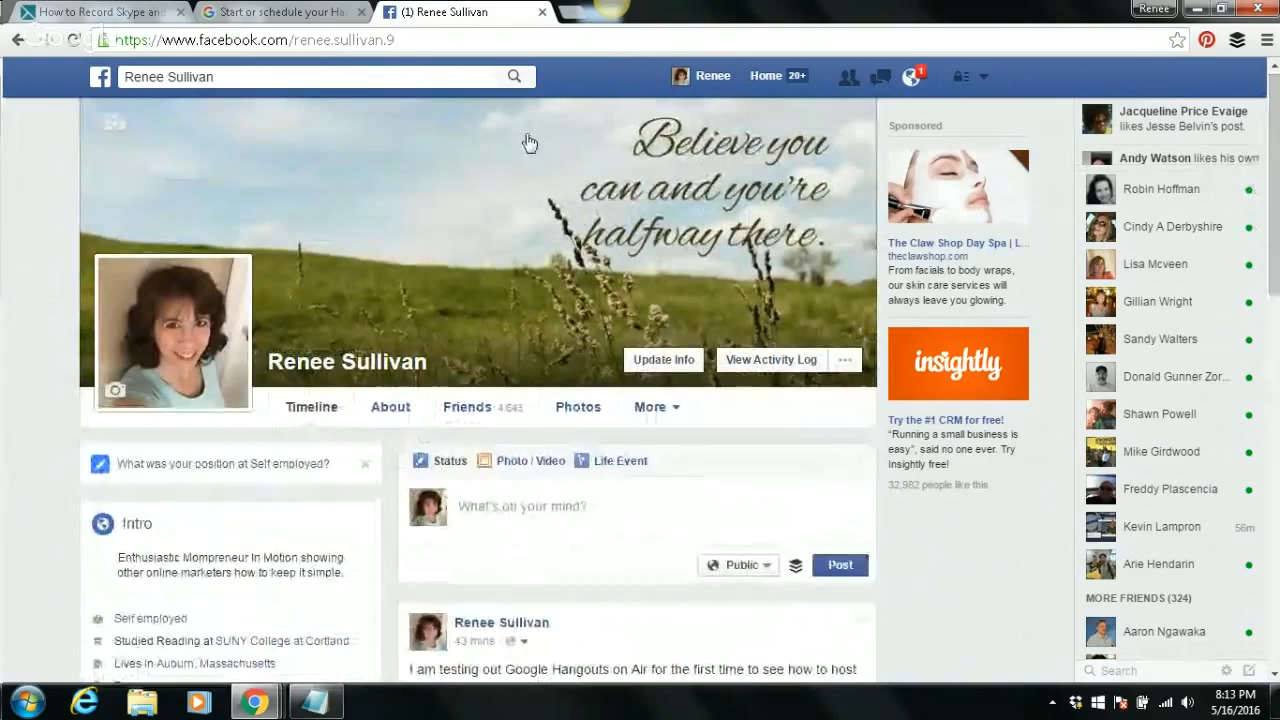 How to Record Skype and
Start or schedule your Ha
(1) Renee Sullivan
Renee
https://www.facebook.com/renee.sullivan.9
Renee Sullivan
Renee
Home 20+
1
Believe you
can and you're
halfway there.
Renee Sullivan
Update Info
View Activity Log
Timeline
About
Friends 4,643
Photos
More
What was your position at Self employed?
Intro
Enthusiastic Mompreneur In Motion showing
other online marketers how to keep it simple.
Self employed
Studied Reading at SUNY College at Cortland
Lives in Auburn, Massachusetts
Status
Photo / Video
Life Event
What's on your mind?
Public
Post
Renee Sullivan
43 mins
I am testing out Google Hangouts on Air for the first time to see how to host
Sponsored
The Claw Shop Day Spa | L...
theclawshop.com
From facials to body wraps,
our skin care services will
always leave you glowing.
insightly
Try the #1 CRM for free!
“Running a small business is
easy”, said no one ever. Try
Insightly free!
32,982 people like this
Jacqueline Price Evaige
likes Jesse Belvin's post.
Andy Watson likes his own
Robin Hoffman
Cindy A Derbyshire
Lisa Mcveen
Gillian Wright
Sandy Walters
Donald Gunner Zor...
Shawn Powell
Mike Girdwood
Freddy Plascencia
Kevin Lampron 56m
Arie Hendarin
MORE FRIENDS (324)
Aaron Ngawaka
Search
8:13 PM
5/16/2016